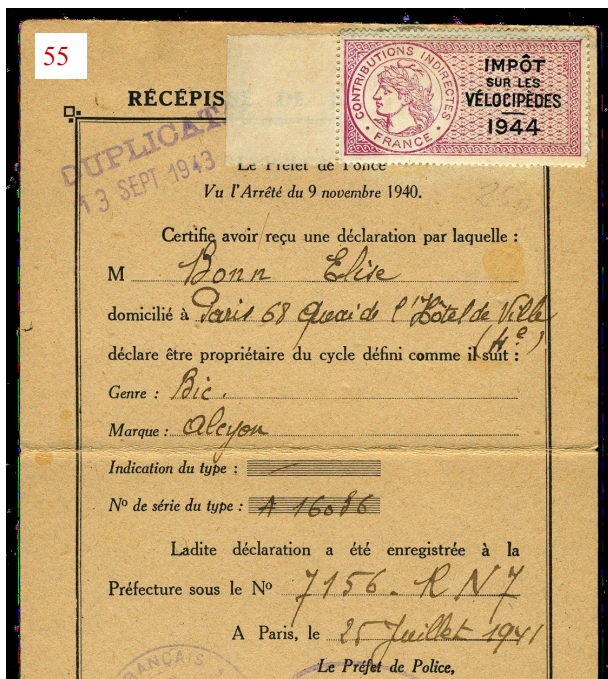 55
CONTRIBUTIONS INDIRECTES
FRANCE
IMPÔT
SUR LES
VÉLOCIPÈDES
1944
RÉCÉPIS
DUPLICAT
13 SEPT 1943
Le Préfet de Police
Vu l'Arrêté du 9 novembre 1940.
Certifie avoir reçu une déclaration par laquelle :
M Bonn Elise
domicilié à Paris 68 Quai de l'Hôtel de Ville
(4e)
déclare être propriétaire du cycle défini comme il suit :
Genre : Bic.
Marque : Alcyon
Indication du type :
No de série du type : A 16086
Ladite déclaration a été enregistrée à la
Préfecture sous le No 7156-RN7
A Paris, le 25 Juillet 1941
Le Préfet de Police,
FRANÇAIS